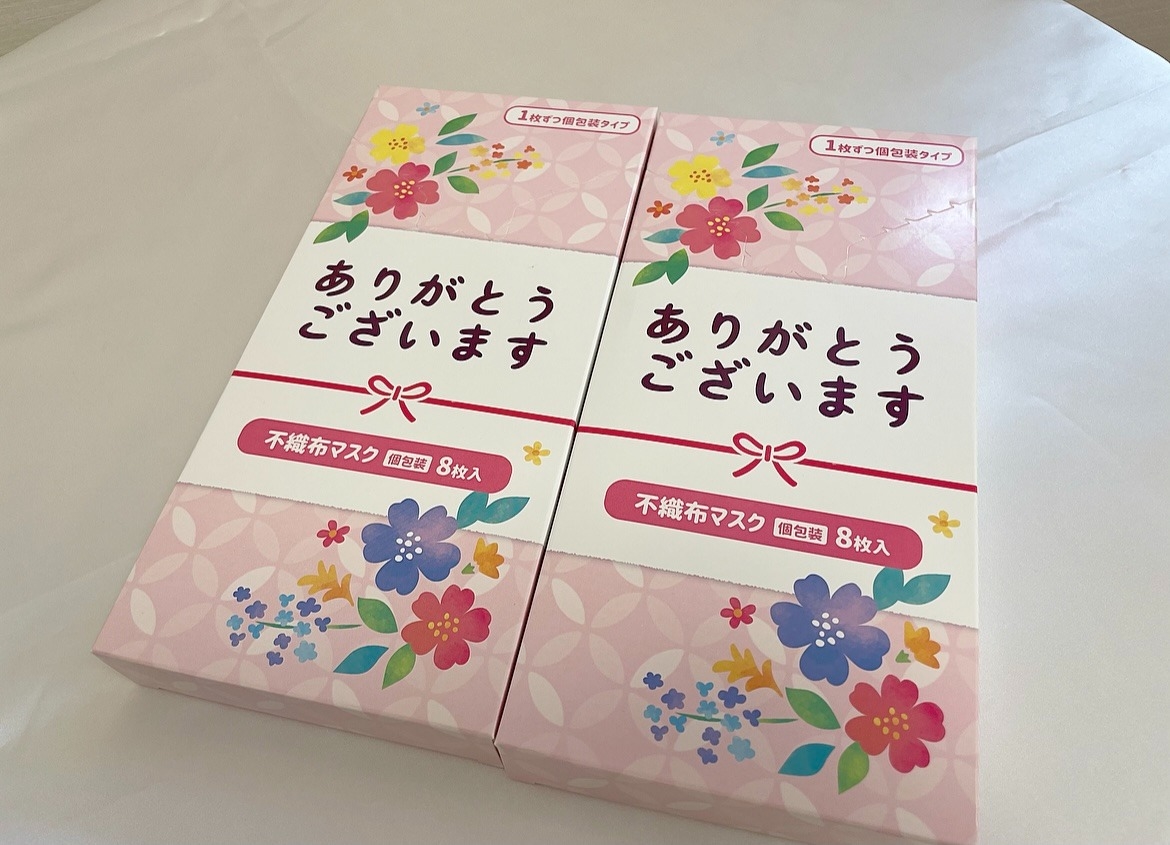 1枚ずつ個包装タイプ
ありがとう
ございます
不織布マスク 個包装 8枚入
1枚ずつ個包装タイプ
ありがとう
ございます
不織布マスク 個包装 8枚入